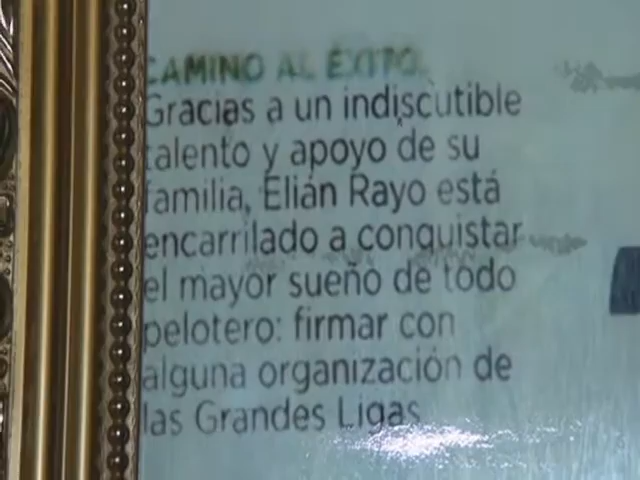 CAMINO AL ÉXITO.
Gracias a un indiscutible
talento y apoyo de su
familia, Elián Rayo está
encarrilado a conquistar
el mayor sueño de todo
pelotero: firmar con
alguna organización de
las Grandes Ligas